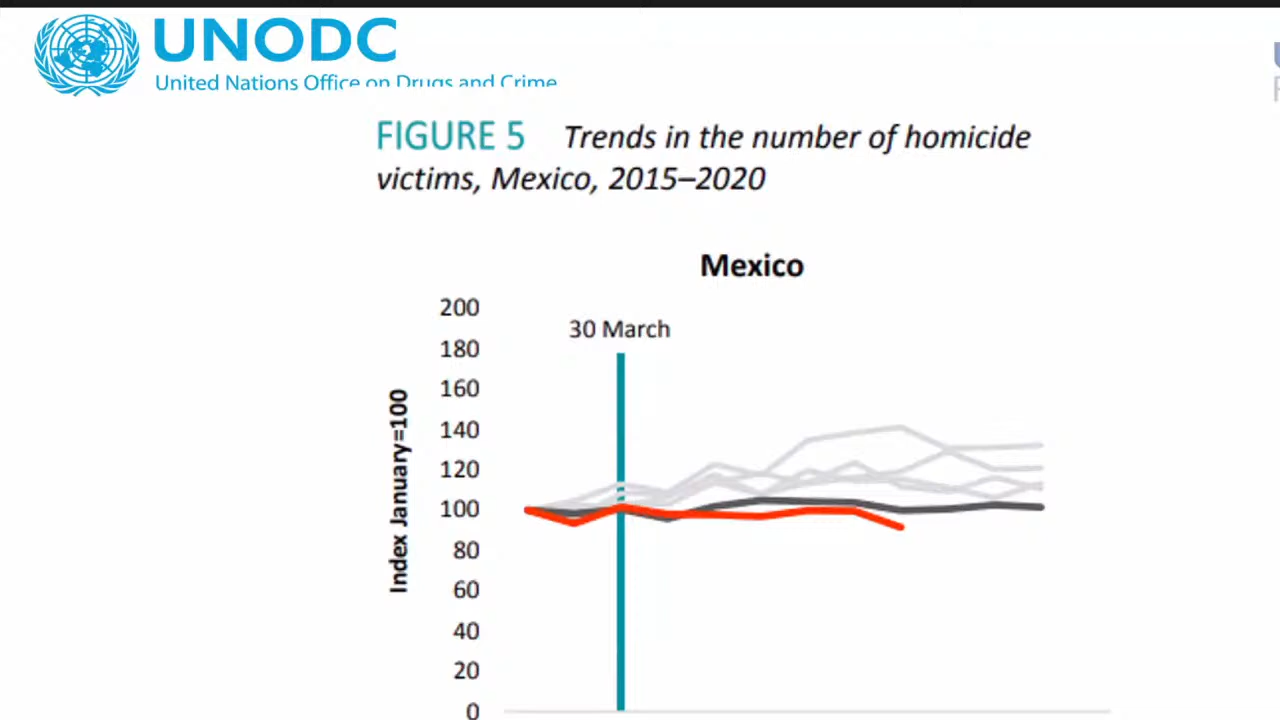 UNODC
United Nations Office on Drugs and Crime
FIGURE 5 Trends in the number of homicide
victims, Mexico, 2015–2020
Mexico
200
30 March
180
160
140
120
100
80
60
40
20
0
Index January=100